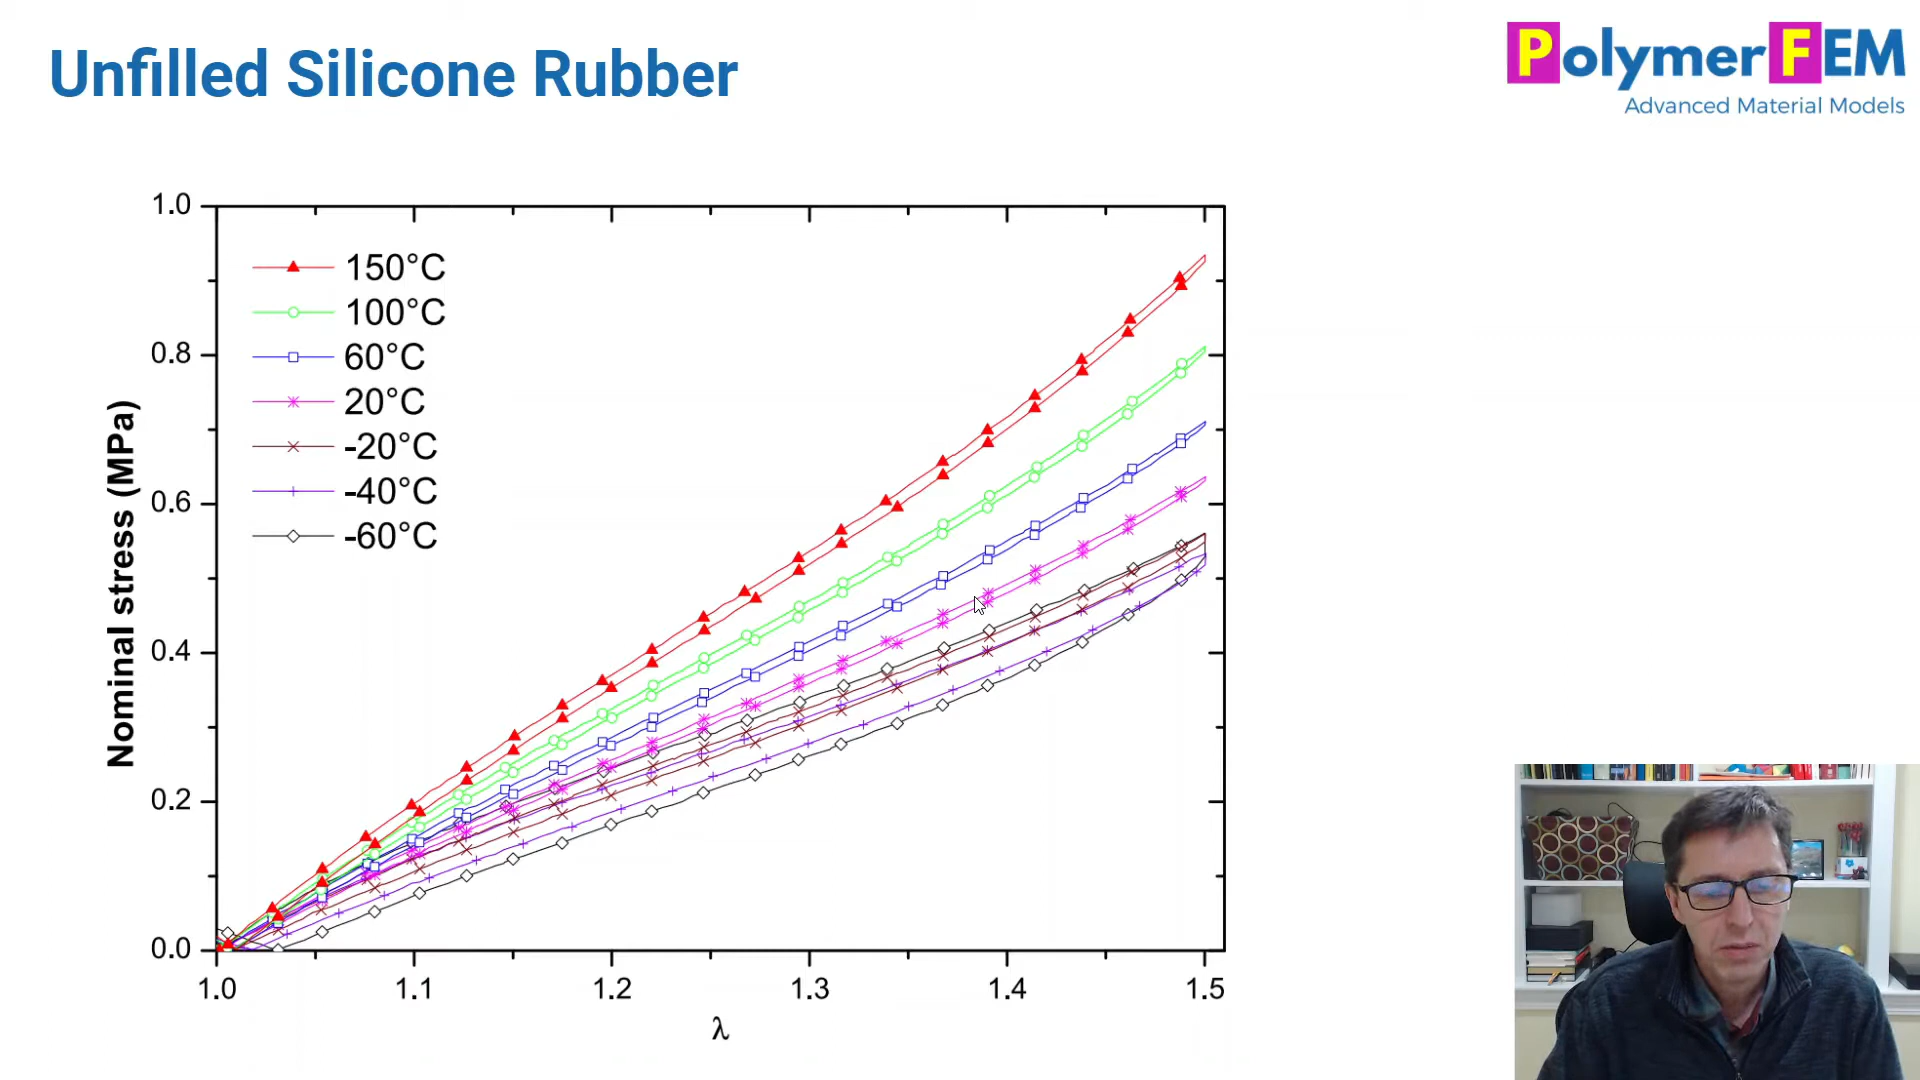 Unfilled Silicone Rubber
PolymerFEM
Advanced Material Models
1.0
0.8
0.6
0.4
0.2
0.0
Nominal stress (MPa)
150°C
100°C
60°C
20°C
-20°C
-40°C
-60°C
1.0 1.1 1.2 1.3 1.4 1.5
λ